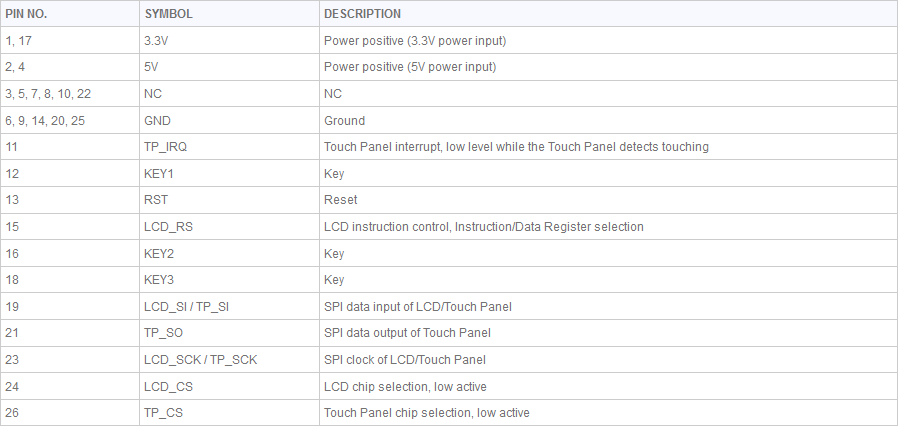 PIN NO. SYMBOL DESCRIPTION
1, 17 3.3V Power positive (3.3V power input)
2, 4 5V Power positive (5V power input)
3, 5, 7, 8, 10, 22 NC NC
6, 9, 14, 20, 25 GND Ground
11 TP_IRQ Touch Panel interrupt, low level while the Touch Panel detects touching
12 KEY1 Key
13 RST Reset
15 LCD_RS LCD instruction control, Instruction/Data Register selection
16 KEY2 Key
18 KEY3 Key
19 LCD_SI / TP_SI SPI data input of LCD/Touch Panel
21 TP_SO SPI data output of Touch Panel
23 LCD_SCK / TP_SCK SPI clock of LCD/Touch Panel
24 LCD_CS LCD chip selection, low active
26 TP_CS Touch Panel chip selection, low active